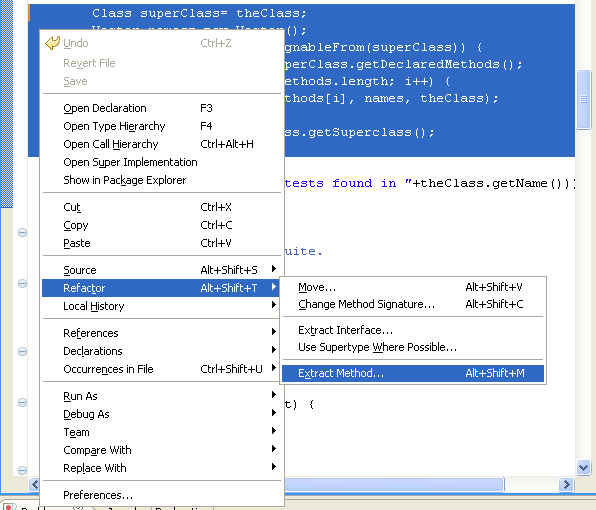 Class superClass= theClass;
Undo Ctrl+Z
gnableFrom(superClass)) {
Revert File
perClass.getDeclaredMethods();
Save
ethods.length; i++) {
Open Declaration F3
thods[i], names, theClass);
Open Type Hierarchy F4
Open Call Hierarchy Ctrl+Alt+H
ss.getSuperclass();
Open Super Implementation
Show in Package Explorer
tests found in "+theClass.getName()))
Cut Ctrl+X
Copy Ctrl+C
Paste Ctrl+V
uite.
Source Alt+Shift+S
Refactor Alt+Shift+T
Local History
References
Declarations
Occurrences in File Ctrl+Shift+U
Run As
Debug As
Team
Compare With
Replace With
Preferences...
Move... Alt+Shift+V
Change Method Signature... Alt+Shift+C
Extract Interface...
Use Supertype Where Possible...
Extract Method... Alt+Shift+M
t) {